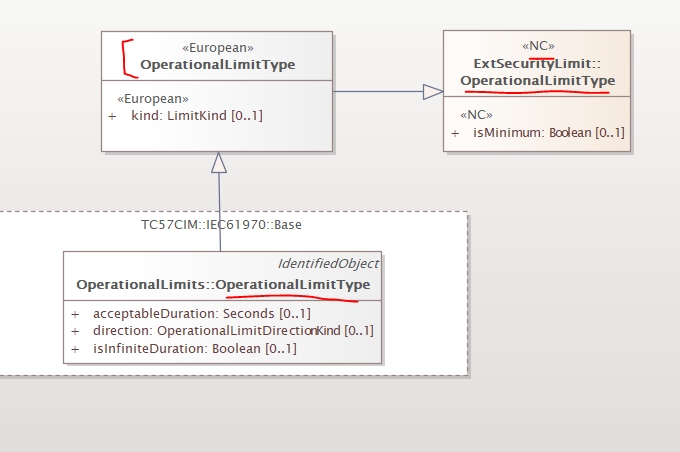 «European»
OperationalLimitType
«European»
+ kind: LimitKind [0..1]
«NC»
ExtSecurityLimit::
OperationalLimitType
«NC»
+ isMinimum: Boolean [0..1]
TC57CIM::IEC61970::Base
IdentifiedObject
OperationalLimits::OperationalLimitType
+ acceptableDuration: Seconds [0..1]
+ direction: OperationalLimitDirectionKind [0..1]
+ isInfiniteDuration: Boolean [0..1]